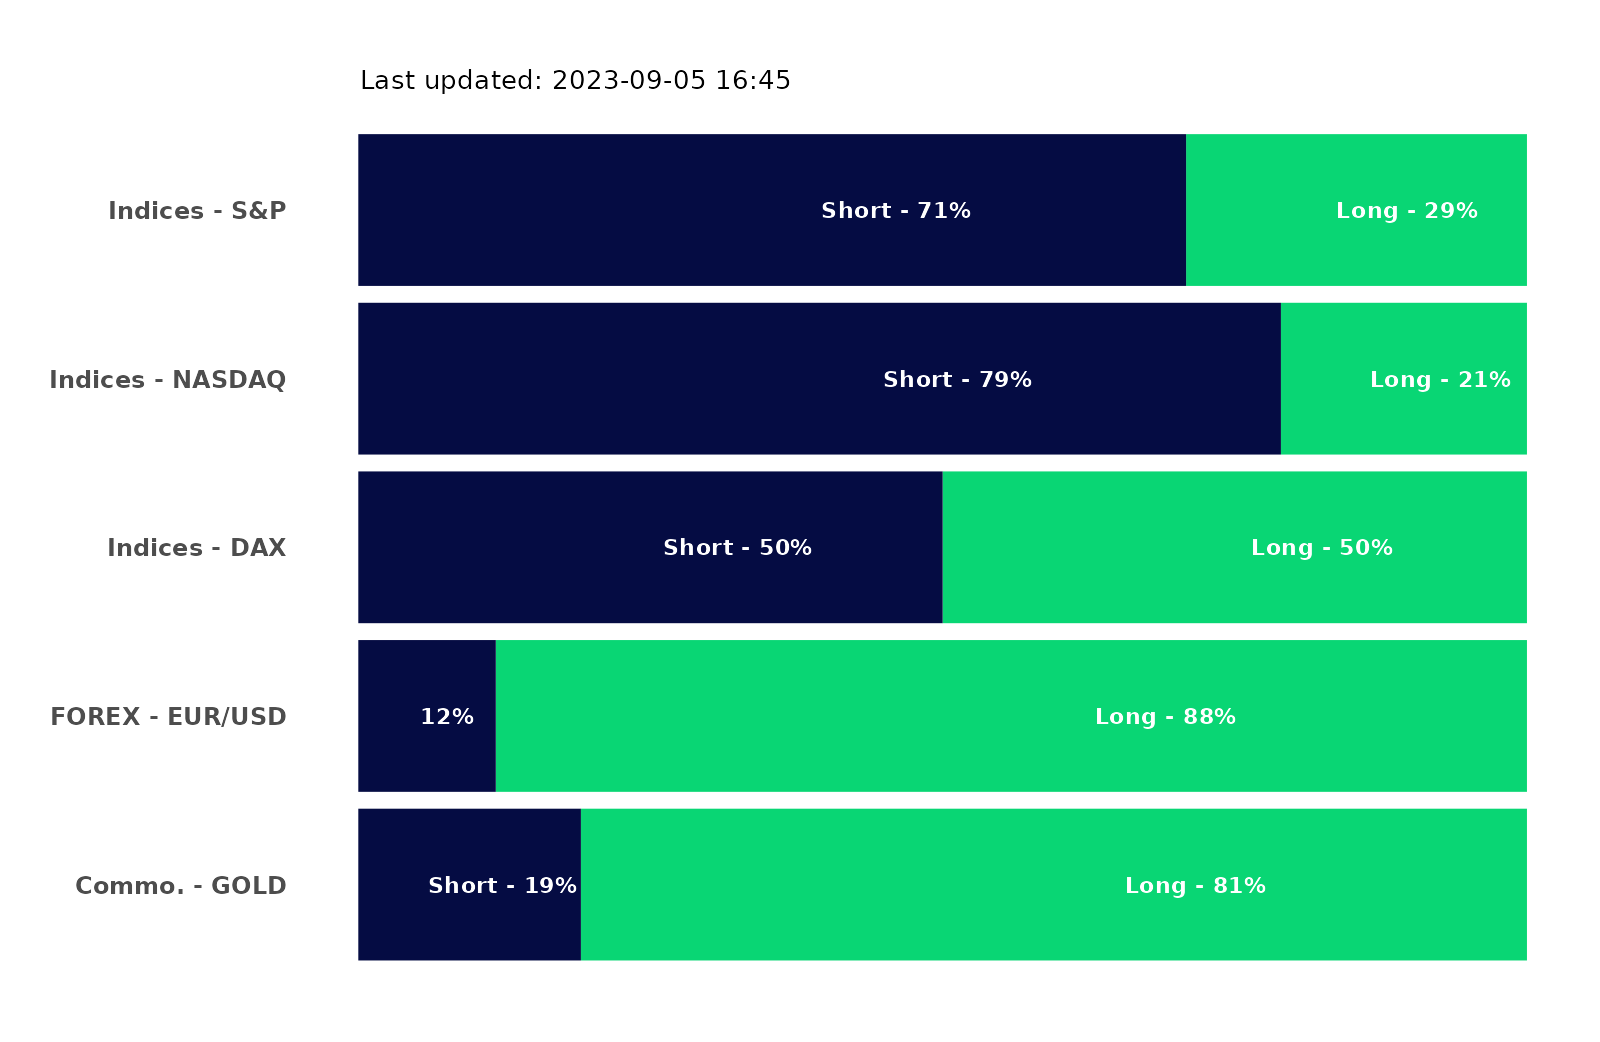 Last updated: 2023-09-05 16:45
Indices - S&P Short - 71% Long - 29%
Indices - NASDAQ Short - 79% Long - 21%
Indices - DAX Short - 50% Long - 50%
FOREX - EUR/USD 12% Long - 88%
Commo. - GOLD Short - 19% Long - 81%